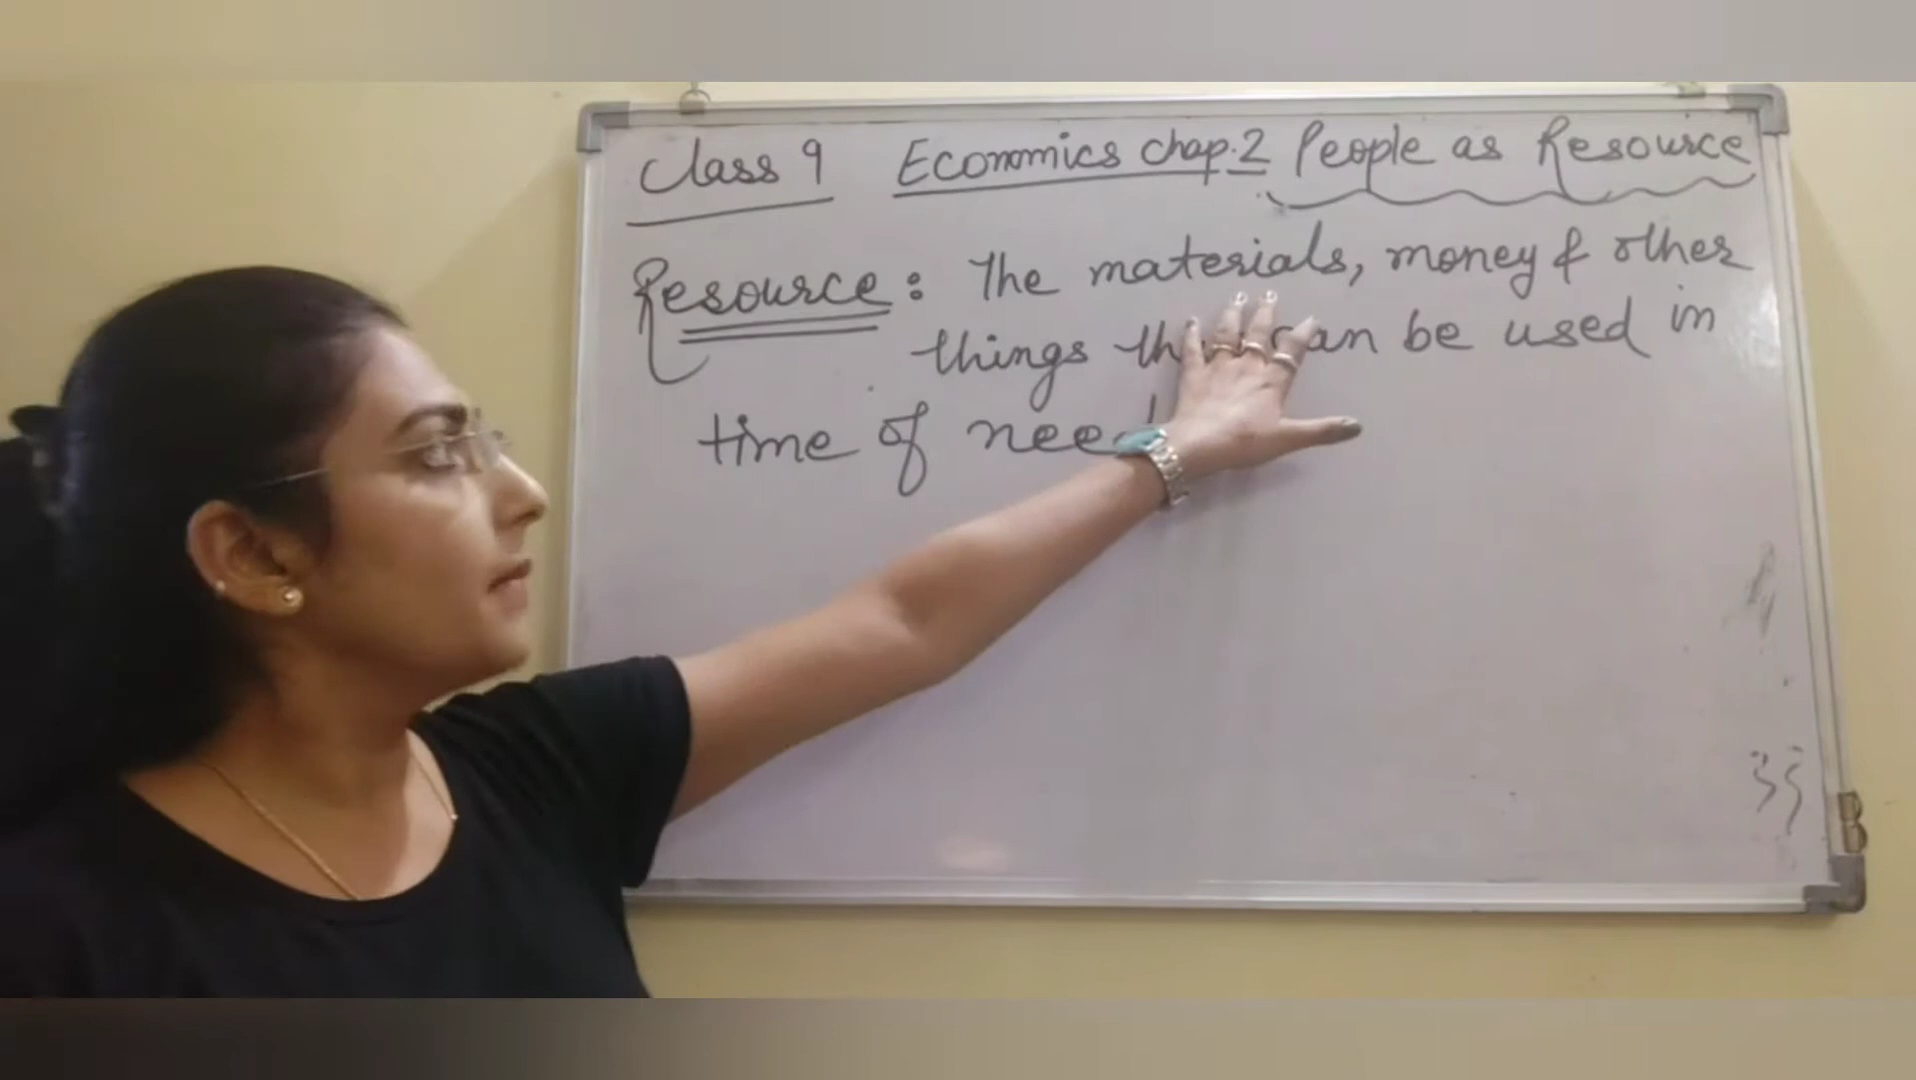 Class 9 Economics Chap.2 People as Resource
Resource: The materials, money & other
things can be used in
time of need